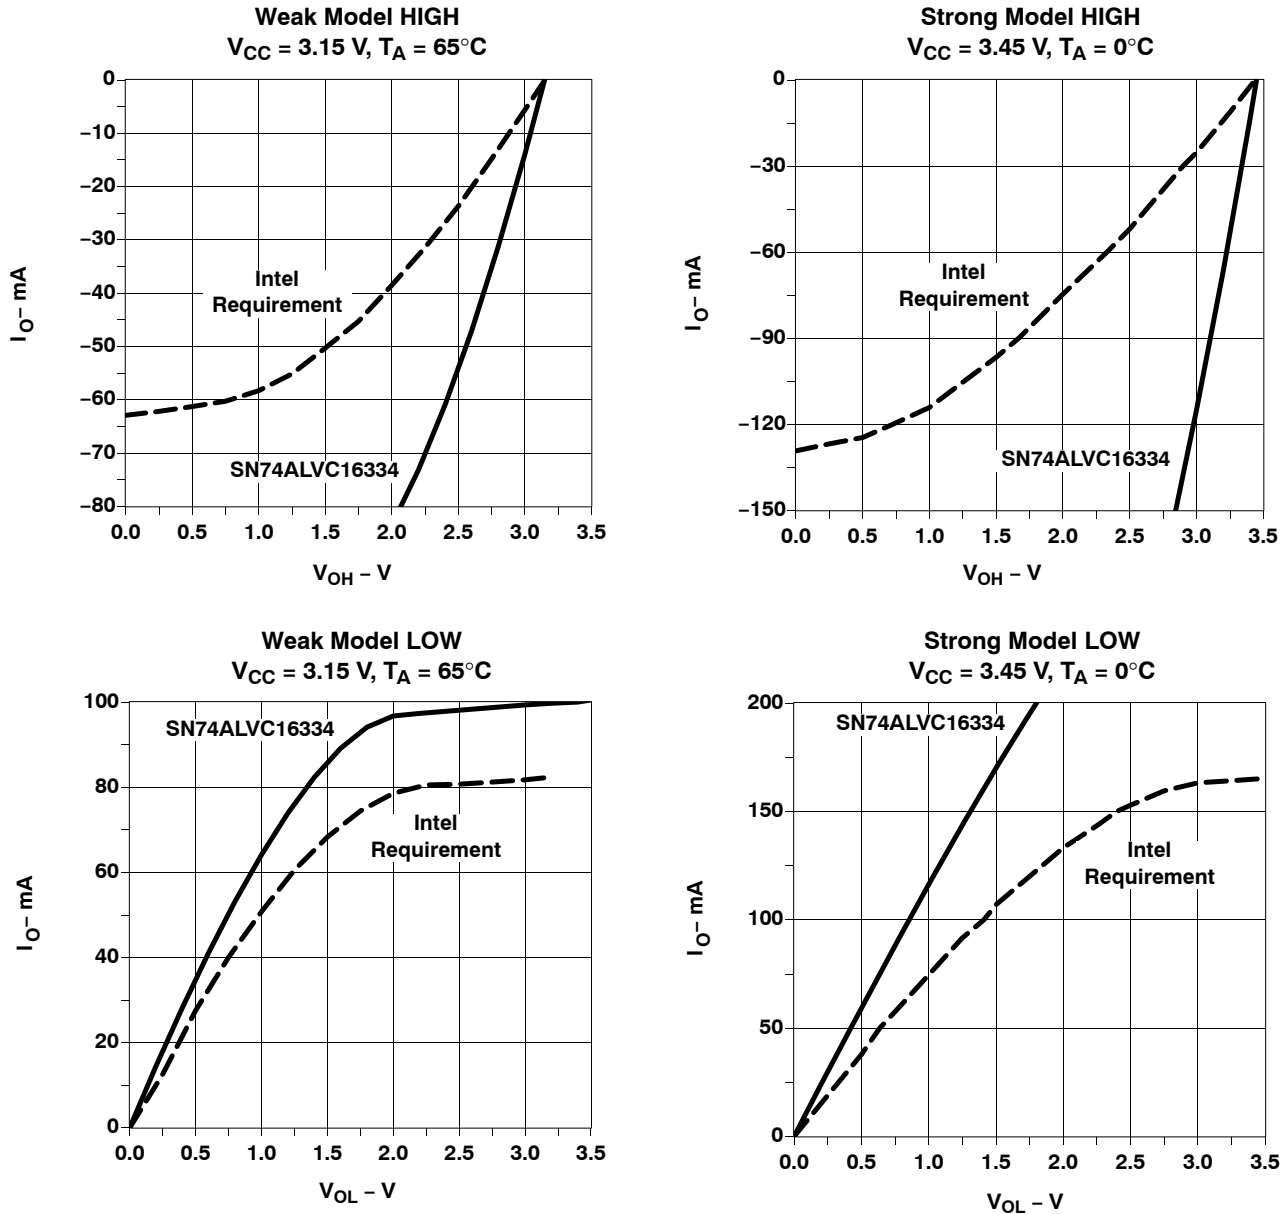 Weak Model HIGH
VCC = 3.15 V, TA = 65°C
0
–10
–20
–30
–40
–50
–60
–70
–80
IO– mA
Intel
Requirement
SN74ALVC16334
0.0 0.5 1.0 1.5 2.0 2.5 3.0 3.5
VOH – V
Strong Model HIGH
VCC = 3.45 V, TA = 0°C
0
–30
–60
–90
–120
–150
IO– mA
Intel
Requirement
SN74ALVC16334
0.0 0.5 1.0 1.5 2.0 2.5 3.0 3.5
VOH – V
Weak Model LOW
VCC = 3.15 V, TA = 65°C
100
80
60
40
20
0
IO– mA
SN74ALVC16334
Intel
Requirement
0.0 0.5 1.0 1.5 2.0 2.5 3.0 3.5
VOL – V
Strong Model LOW
VCC = 3.45 V, TA = 0°C
200
150
100
50
0
IO– mA
SN74ALVC16334
Intel
Requirement
0.0 0.5 1.0 1.5 2.0 2.5 3.0 3.5
VOL – V